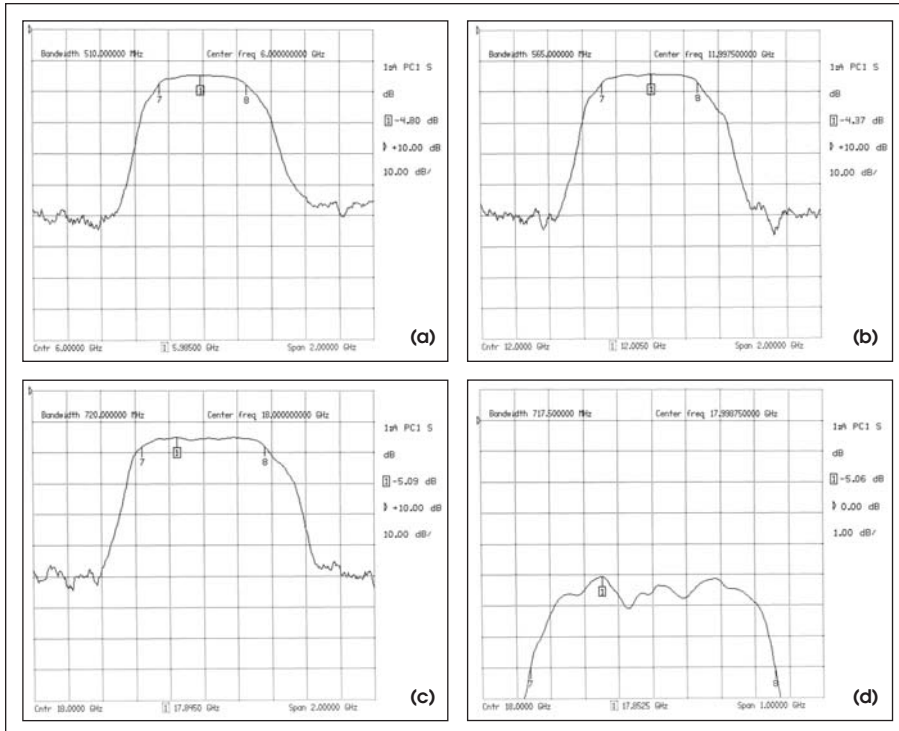 Bandwidth 510.000000 MHz Center freq 6.000000000 GHz
1▸A PC1 S
dB
1 -4.80 dB
+10.00 dB
10.00 dB/
7 1 8
Cntr 6.00000 GHz 1 5.98500 GHz Span 2.00000 GHz
(a)
Bandwidth 565.000000 MHz Center freq 11.997500000 GHz
1▸A PC1 S
dB
1 -4.37 dB
+10.00 dB
10.00 dB/
7 1 8
Cntr 12.0000 GHz 1 12.0050 GHz Span 2.00000 GHz
(b)
Bandwidth 720.000000 MHz Center freq 18.000000000 GHz
1▸A PC1 S
dB
1 -5.09 dB
+10.00 dB
10.00 dB/
7 1 8
Cntr 18.0000 GHz 1 17.8450 GHz Span 2.00000 GHz
(c)
Bandwidth 717.500000 MHz Center freq 17.998750000 GHz
1▸A PC1 S
dB
1 -5.06 dB
0.00 dB
1.00 dB/
1
7 8
Cntr 18.0000 GHz 1 17.8525 GHz Span 1.00000 GHz
(d)